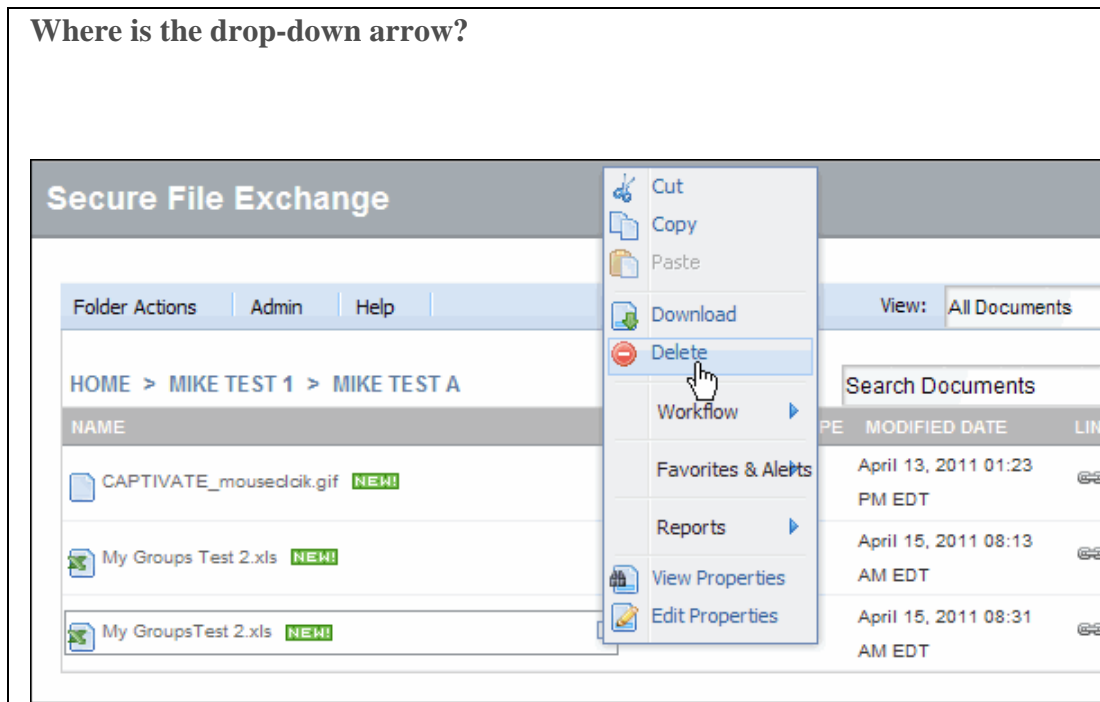 Where is the drop-down arrow?
Secure File Exchange
Cut
Copy
Paste
Download
Delete
Workflow
Favorites & Alerts
Reports
View Properties
Edit Properties
Folder Actions Admin Help
View: All Documents
HOME > MIKE TEST 1 > MIKE TEST A
Search Documents
NAME PE MODIFIED DATE LIN
CAPTIVATE_mouseclcik.gif NEW!
April 13, 2011 01:23
PM EDT
My Groups Test 2.xls NEW!
April 15, 2011 08:13
AM EDT
My GroupsTest 2.xls NEW!
April 15, 2011 08:31
AM EDT